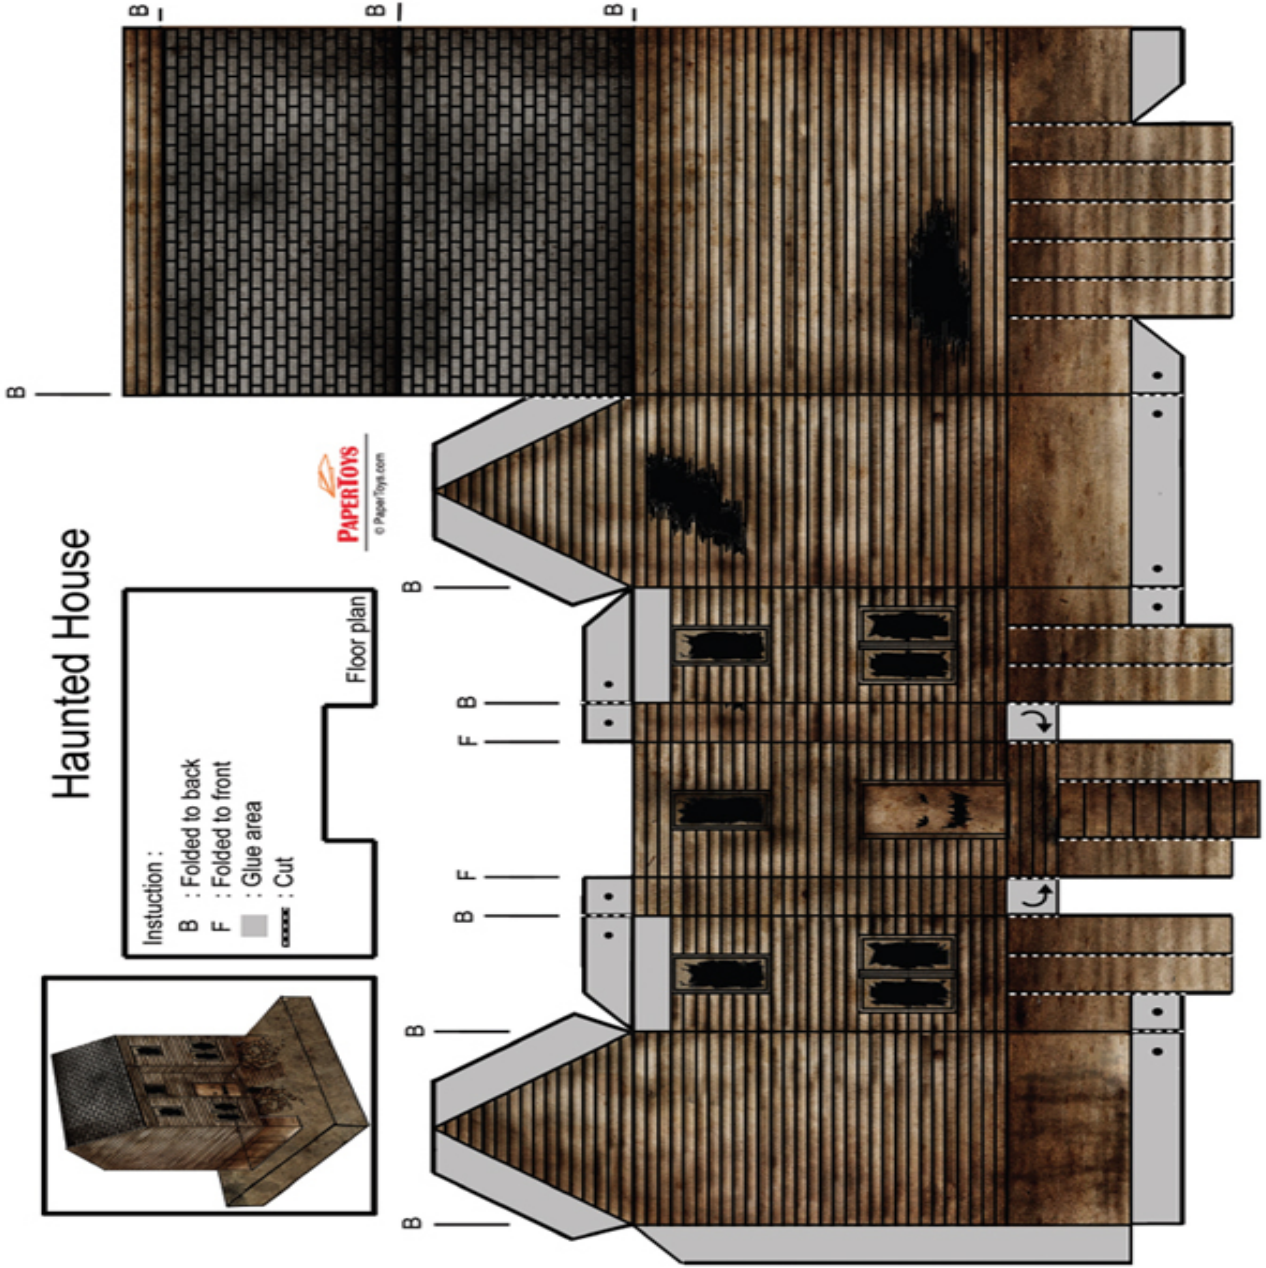 Haunted House
Instuction :
B : Folded to back
F : Folded to front
: Glue area
: Cut
Floor plan
PAPERTOYS
© PaperToys.com
B
B
B
B
B
B
F
F
B
B
B